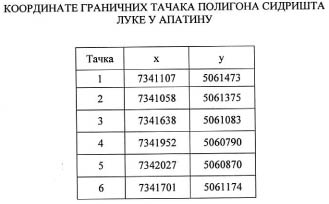 КООРДИНАТЕ ГРАНИЧНИХ ТАЧАКА ПОЛИГОНА СИДРИШТА
ЛУКЕ У АПАТИНУ
Тачка x y
1 7341107 5061473
2 7341058 5061375
3 7341638 5061083
4 7341952 5060790
5 7342027 5060870
6 7341701 5061174